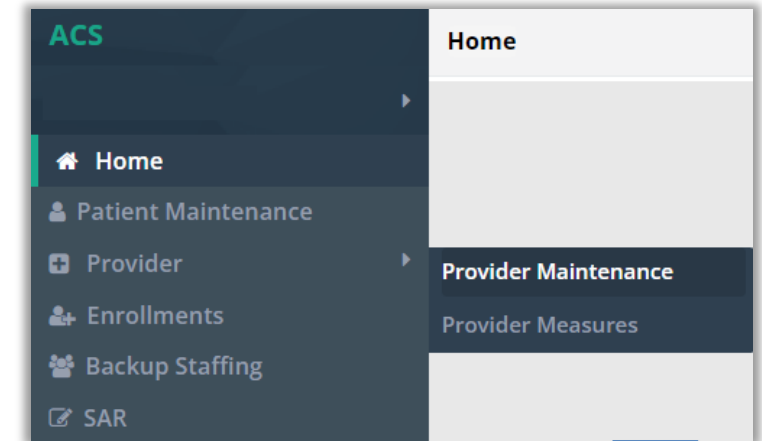 ACS
Home
Home
Patient Maintenance
Provider
Provider Maintenance
Provider Measures
Enrollments
Backup Staffing
SAR